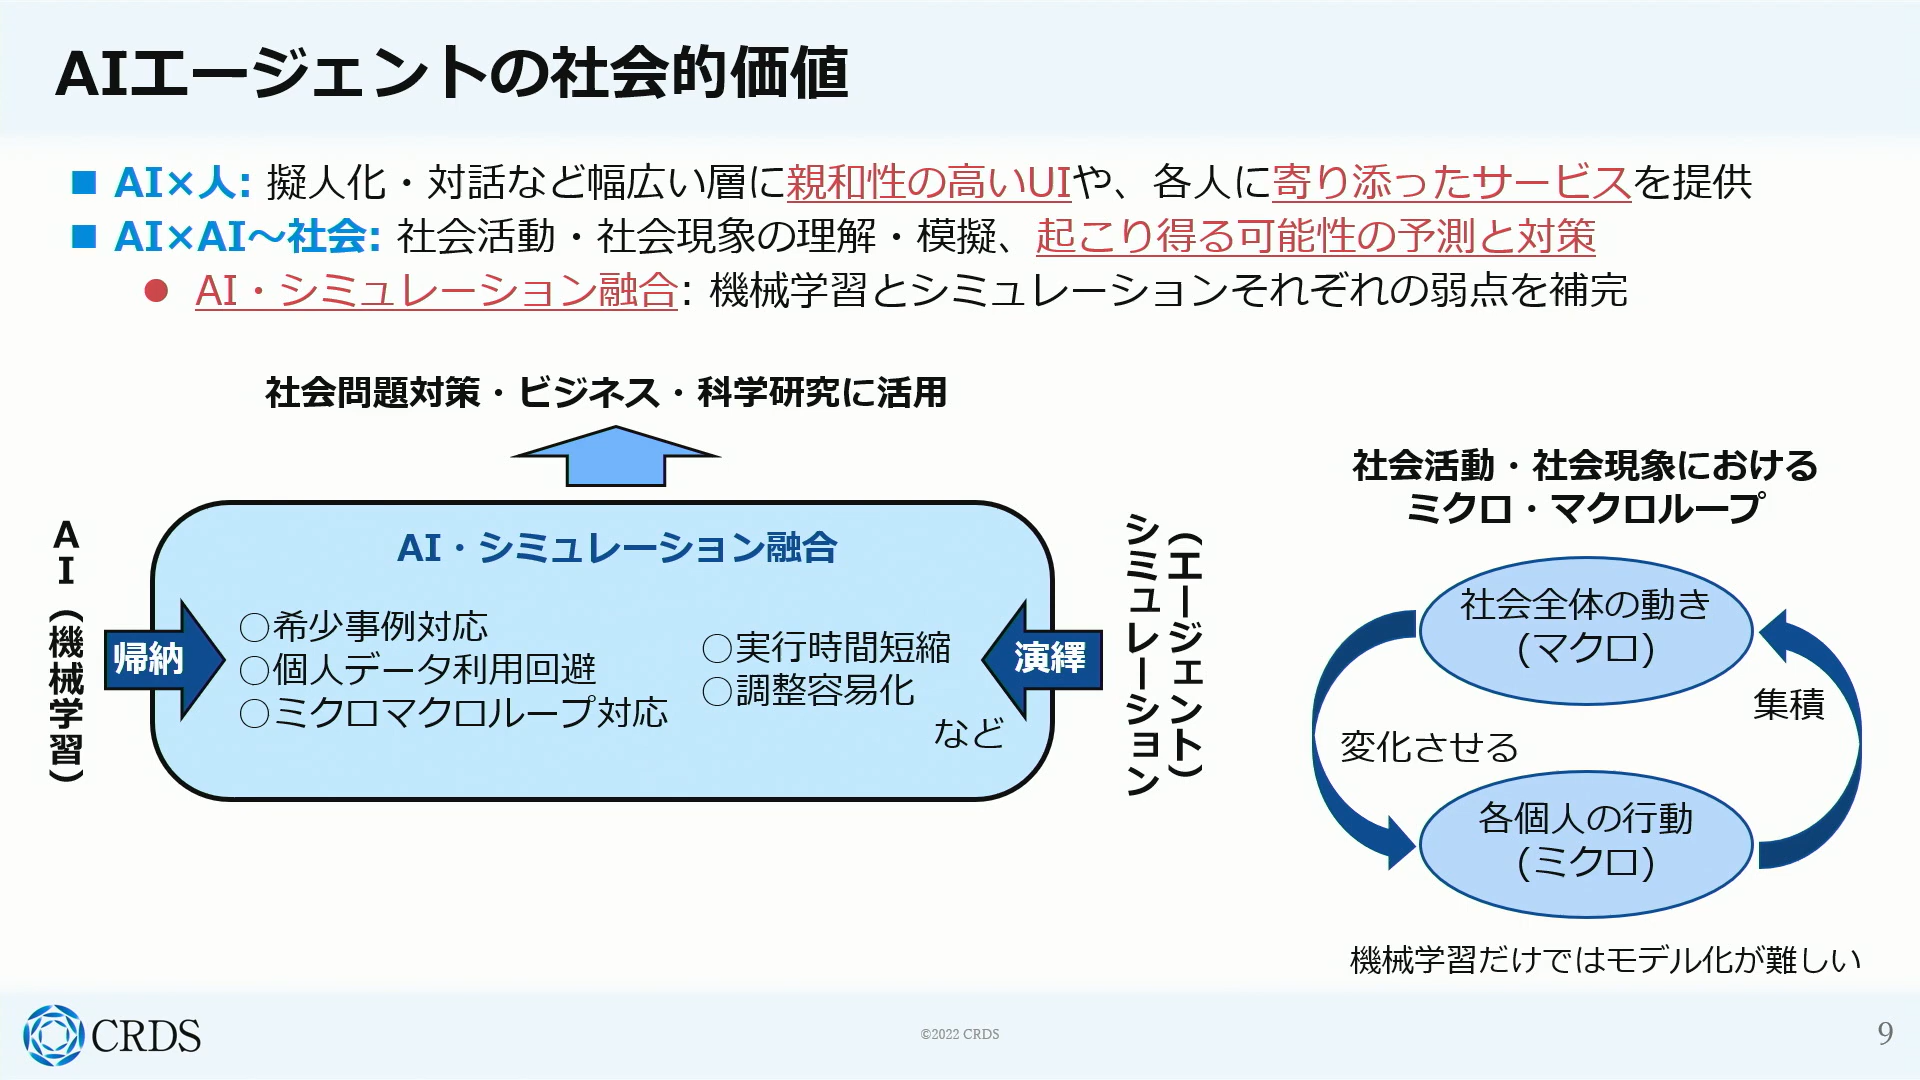 AIエージェントの社会的価値
■ AI×人: 擬人化・対話など幅広い層に親和性の高いUIや、各人に寄り添ったサービスを提供
■ AI×AI～社会: 社会活動・社会現象の理解・模擬、起こり得る可能性の予測と対策
● AI・シミュレーション融合: 機械学習とシミュレーションそれぞれの弱点を補完
社会問題対策・ビジネス・科学研究に活用
AI（機械学習）
帰納
AI・シミュレーション融合
○希少事例対応
○個人データ利用回避
○ミクロマクロループ対応
○実行時間短縮
○調整容易化
など
演繹
（エージェント）
シミュレーション
社会活動・社会現象における
ミクロ・マクロループ
社会全体の動き
(マクロ)
集積
変化させる
各個人の行動
(ミクロ)
機械学習だけではモデル化が難しい
CRDS
©2022 CRDS
9